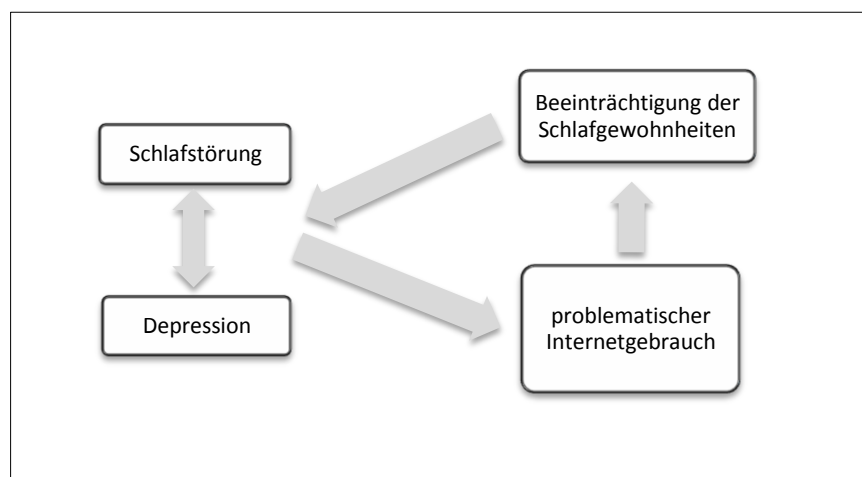 Schlafstörung
Depression
Beeinträchtigung der
Schlafgewohnheiten
problematischer
Internetgebrauch